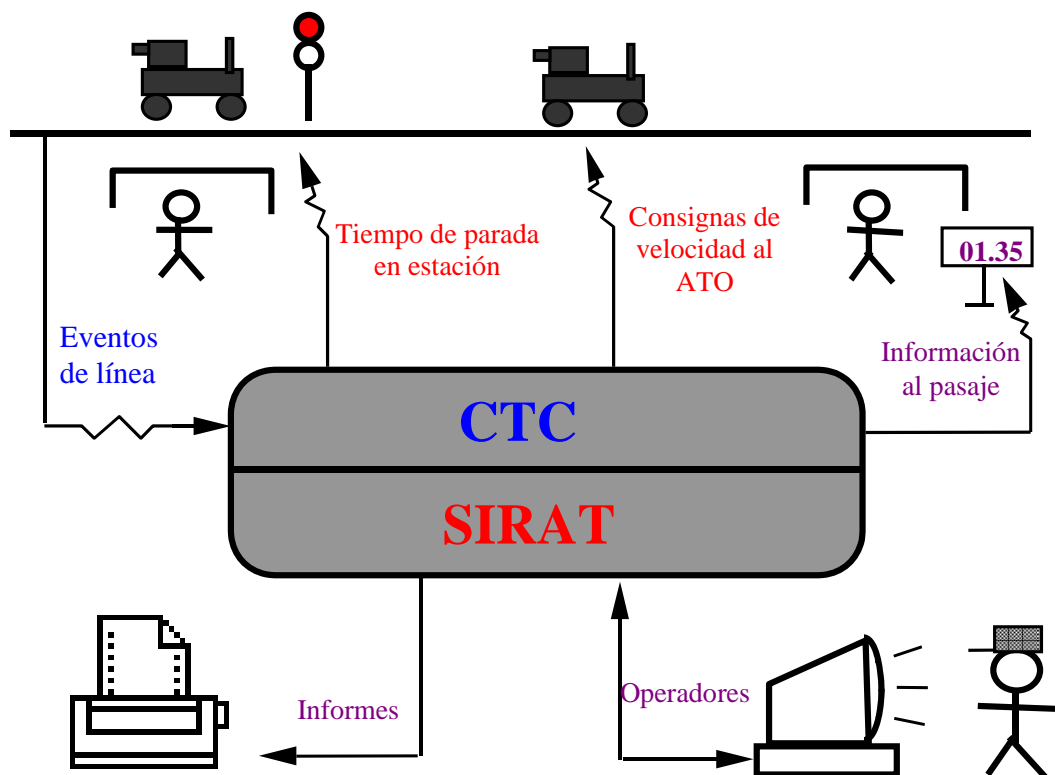 Tiempo de parada
en estación
Consignas de
velocidad al
ATO
01.35
Eventos
de línea
Información
al pasaje
CTC
SIRAT
Informes
Operadores